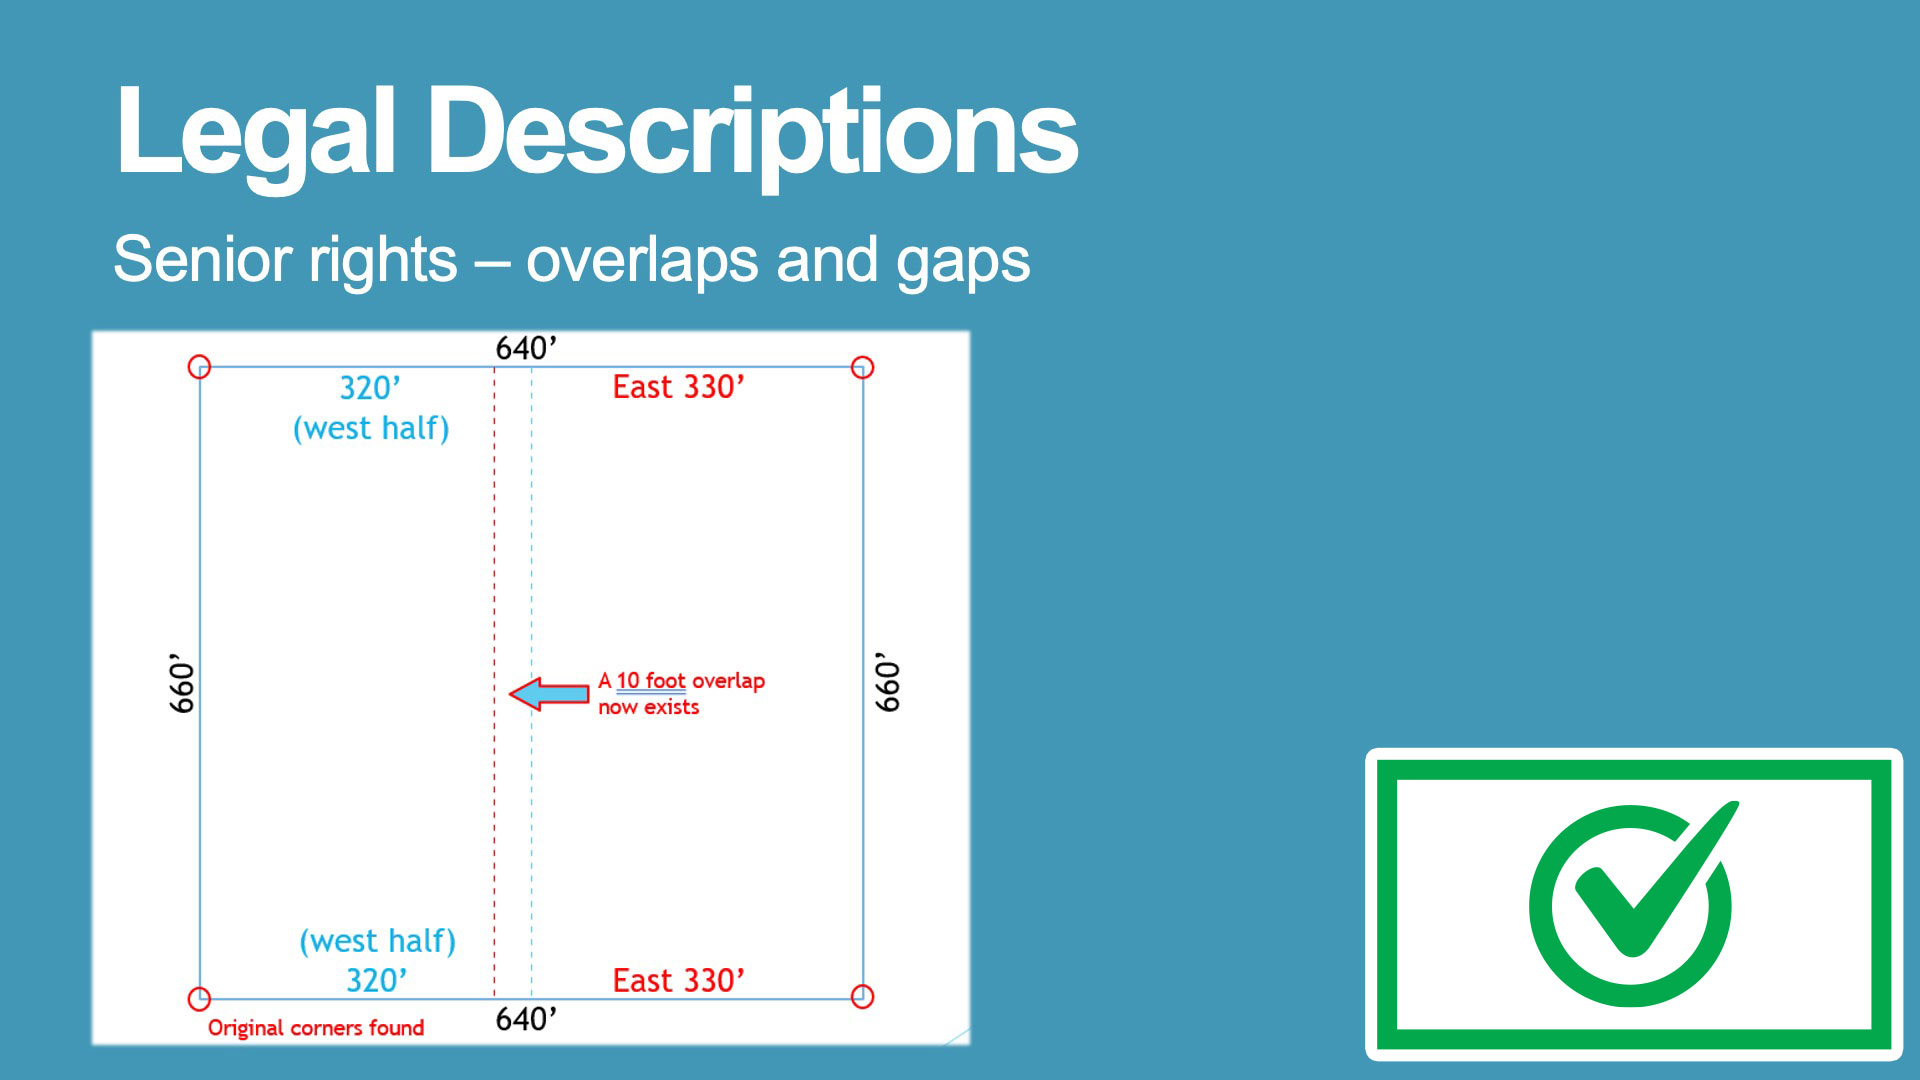 Legal Descriptions
Senior rights – overlaps and gaps
640’
320’
(west half)
East 330’
660’
A 10 foot overlap
now exists
660’
(west half)
320’
East 330’
Original corners found
640’